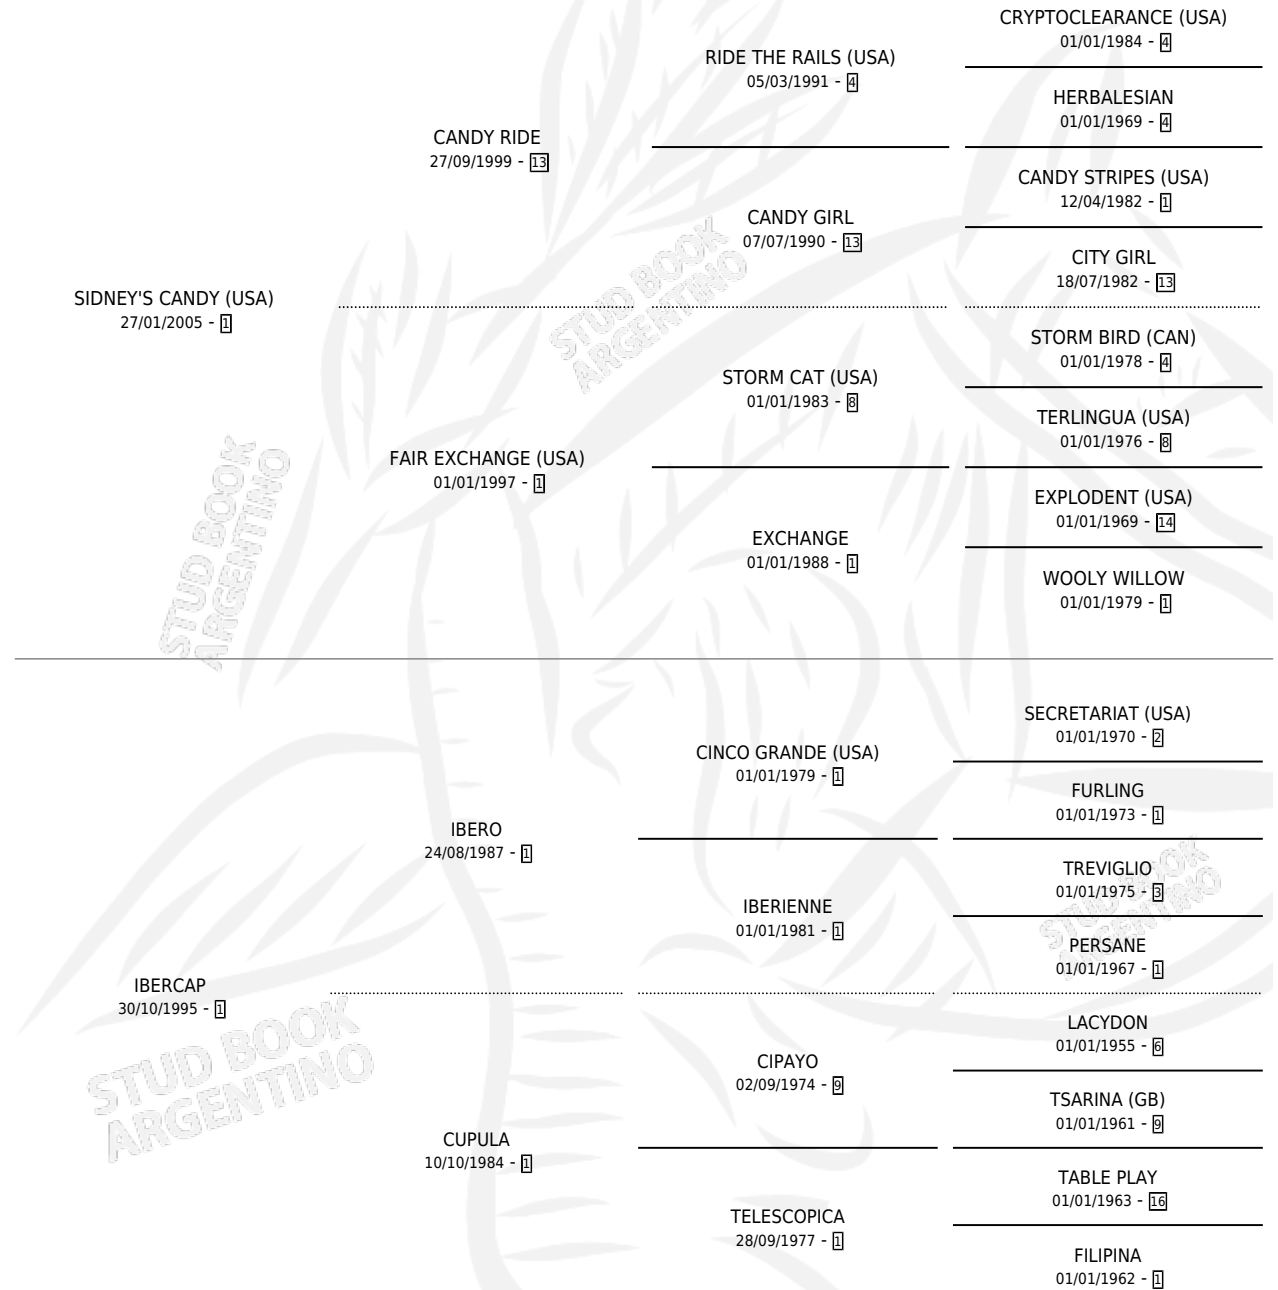 CRYPTOCLEARANCE (USA)
01/01/1984 - 4
RIDE THE RAILS (USA)
05/03/1991 - 4
HERBALESIAN
01/01/1969 - 4
CANDY RIDE
27/09/1999 - 13
CANDY STRIPES (USA)
12/04/1982 - 1
CANDY GIRL
07/07/1990 - 13
CITY GIRL
18/07/1982 - 13
SIDNEY'S CANDY (USA)
27/01/2005 - 1
STORM BIRD (CAN)
01/01/1978 - 4
STORM CAT (USA)
01/01/1983 - 8
TERLINGUA (USA)
01/01/1976 - 8
FAIR EXCHANGE (USA)
01/01/1997 - 1
EXPLODENT (USA)
01/01/1969 - 14
EXCHANGE
01/01/1988 - 1
WOOLY WILLOW
01/01/1979 - 1
SECRETARIAT (USA)
01/01/1970 - 2
CINCO GRANDE (USA)
01/01/1979 - 1
FURLING
01/01/1973 - 1
IBERO
24/08/1987 - 1
TREVIGLIO
01/01/1975 - 3
IBERIENNE
01/01/1981 - 1
PERSANE
01/01/1967 - 1
IBERCAP
30/10/1995 - 1
LACYDON
01/01/1955 - 6
CIPAYO
02/09/1974 - 9
TSARINA (GB)
01/01/1961 - 9
CUPULA
10/10/1984 - 1
TABLE PLAY
01/01/1963 - 16
TELESCOPICA
28/09/1977 - 1
FILIPINA
01/01/1962 - 1
STUD BOOK
ARGENTINO
STUD BOOK
ARGENTINO
STUD BOOK
ARGENTINO
STUD BOOK
ARGENTINO